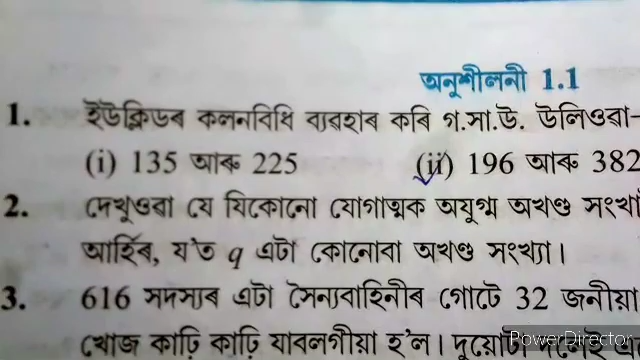 অনুশীলনী 1.1
1. ইউক্লিডৰ কলনবিধি ব্যৱহাৰ কৰি গ.সা.উ. উলিওৱা-
(i) 135 আৰু 225 (ii) 196 আৰু 382
2. দেখুওৱা যে যিকোনো যোগাত্মক অযুগ্ম অখণ্ড সংখ্যা
আৰ্হিৰ, য'ত q এটা কোনোবা অখণ্ড সংখ্যা।
3. 616 সদস্যৰ এটা সৈন্যবাহিনীৰ গোটে 32 জনীয়া
খোজ কাঢ়ি কাঢ়ি যাবলগীয়া হ'ল। দুয়োটা
PowerDirector